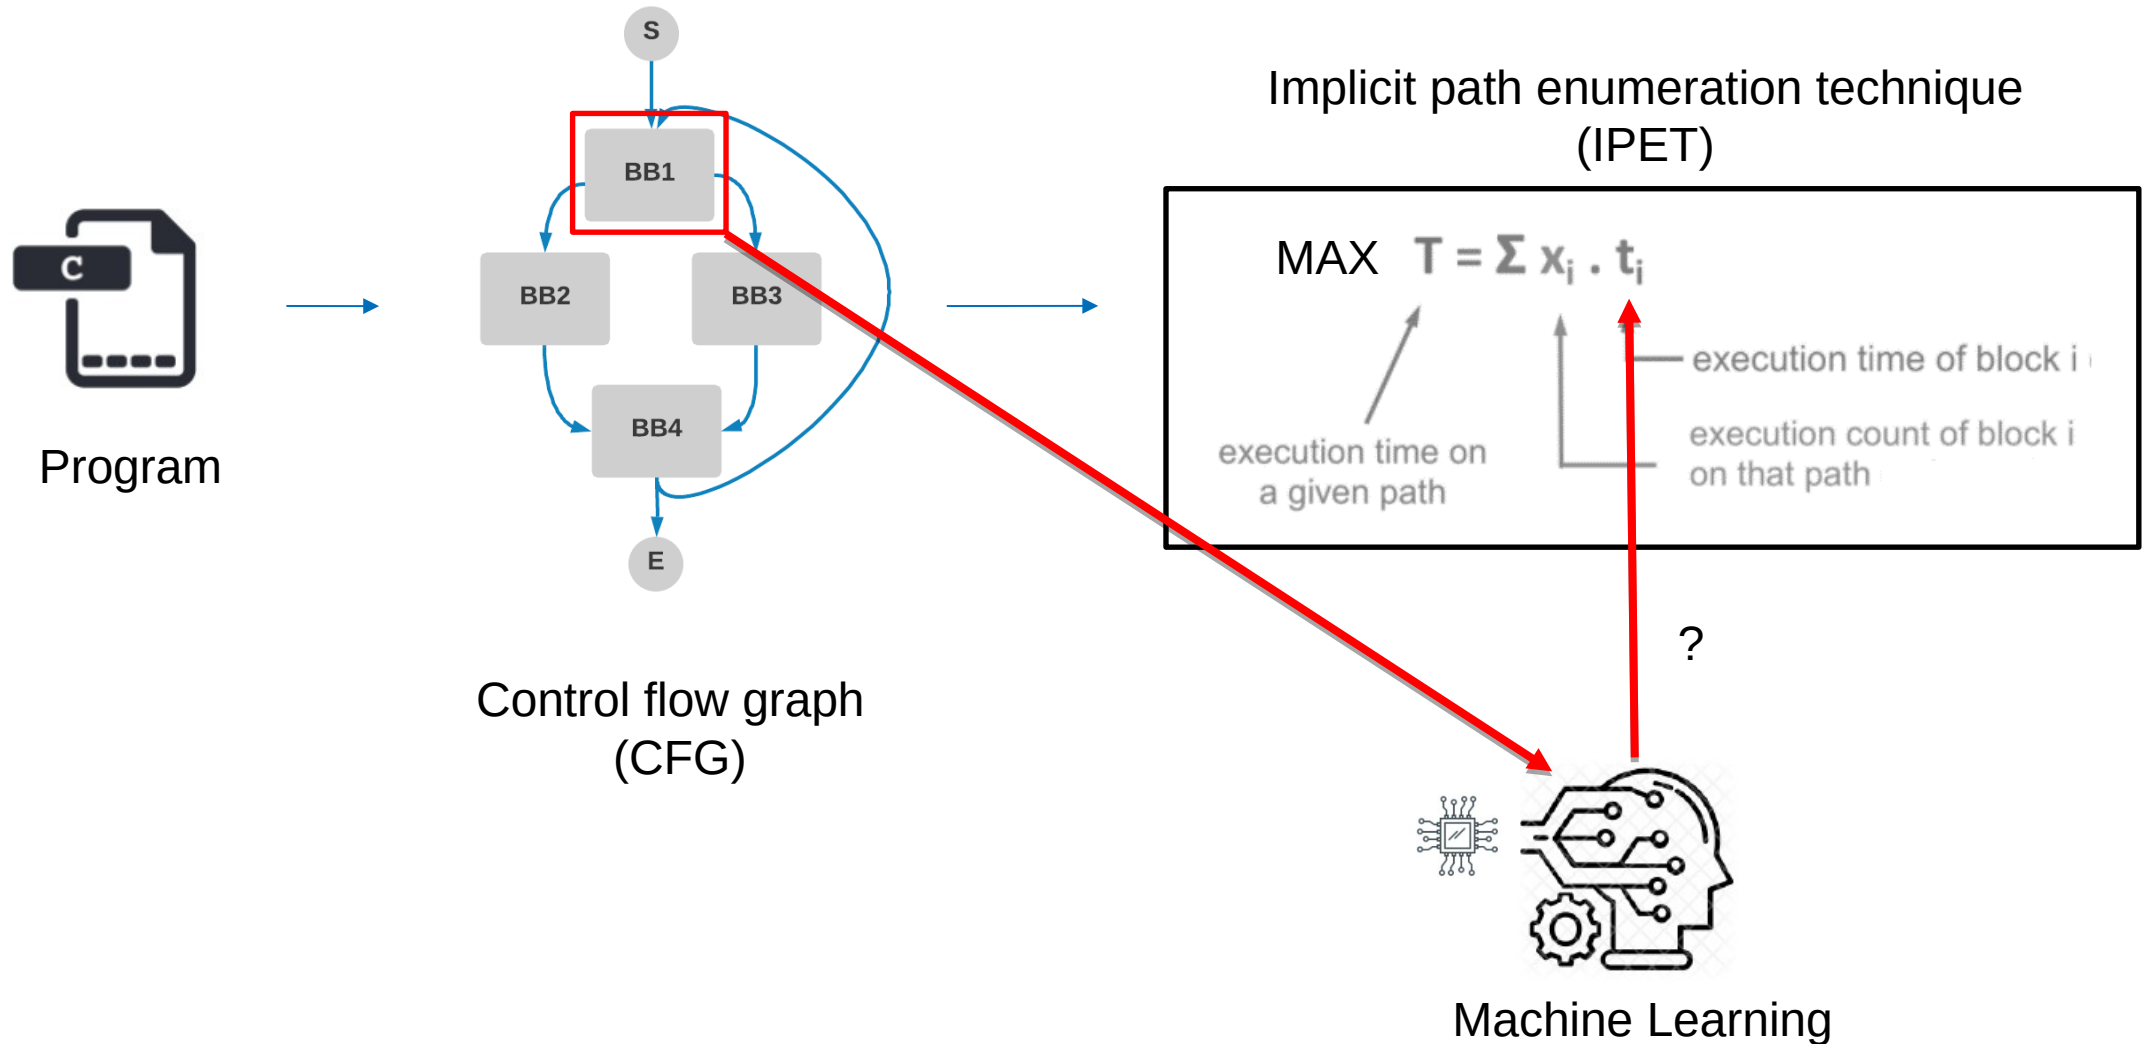 S
BB1
BB2
BB3
BB4
E
C
Program
Control flow graph
(CFG)
Implicit path enumeration technique
(IPET)
MAX T = Σ xi . ti
execution time of block i
execution count of block i
on that path
execution time on
a given path
?
Machine Learning